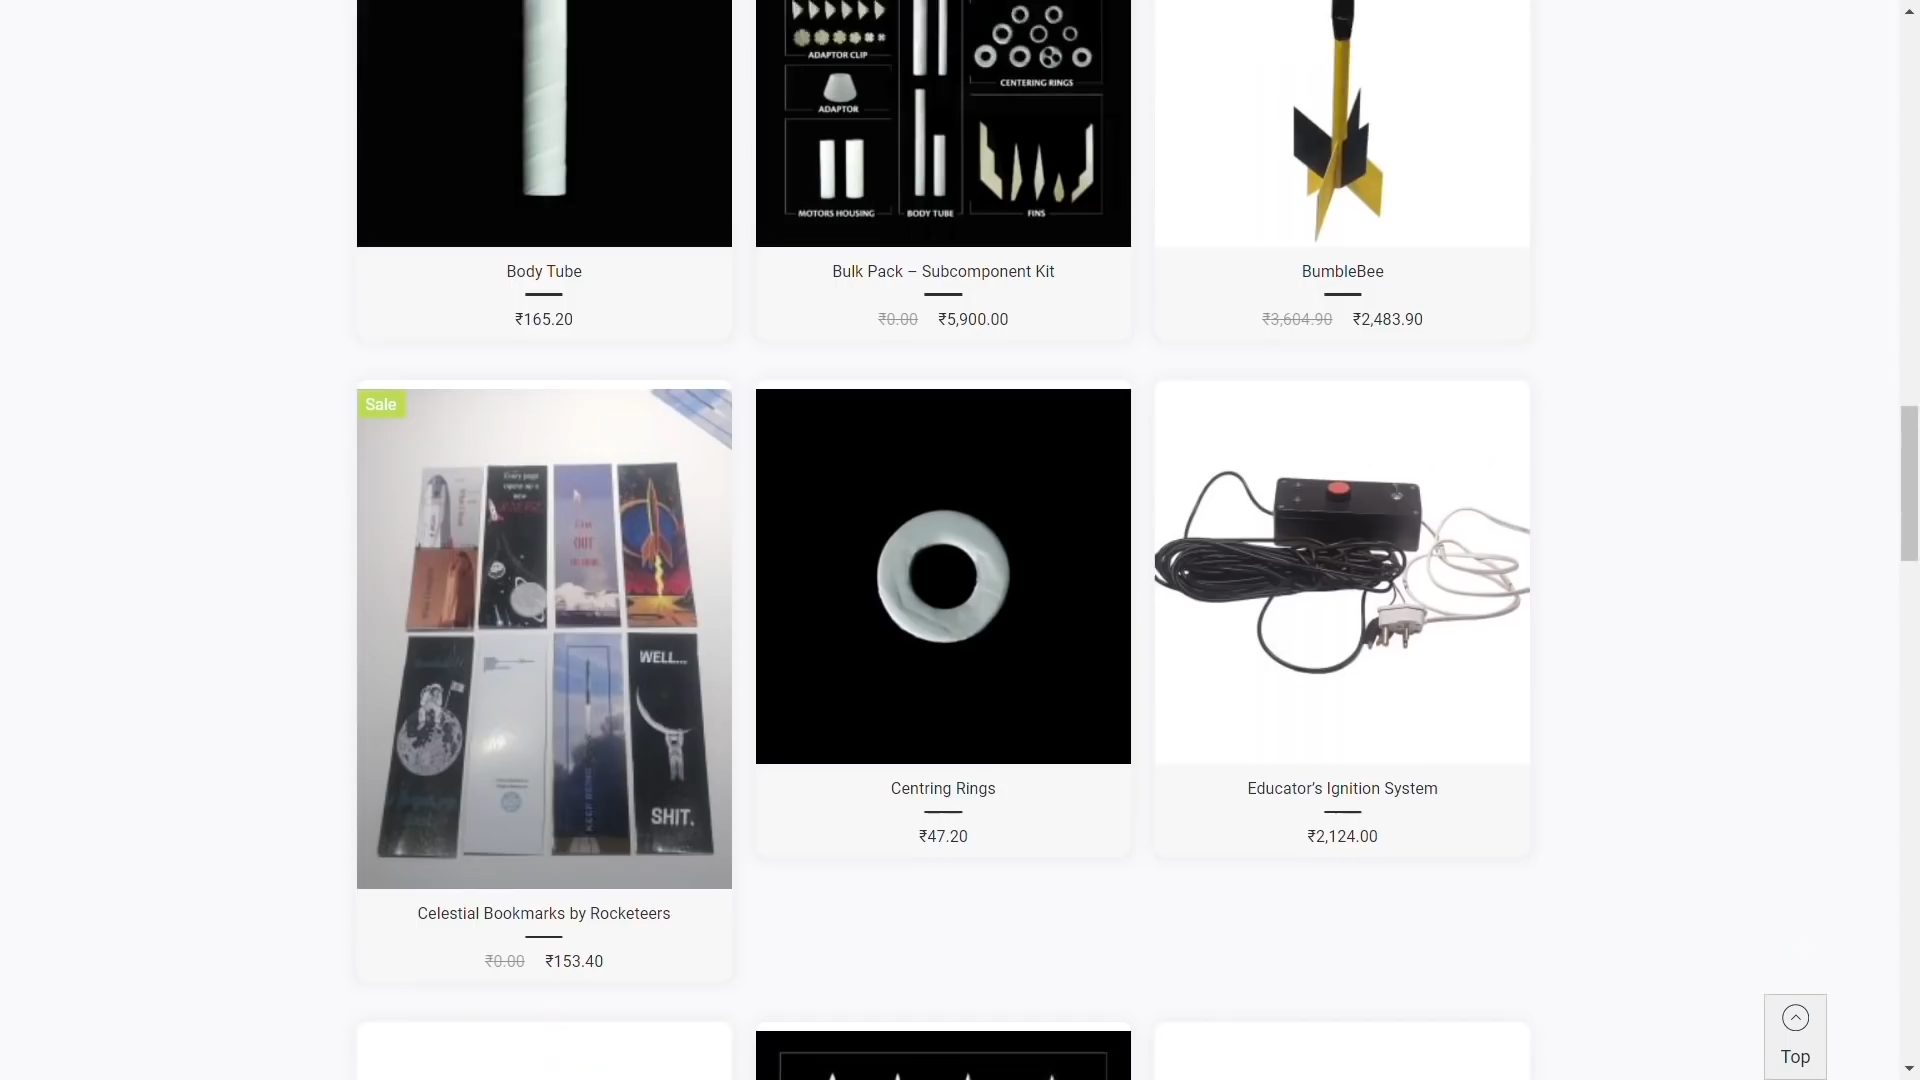 ADAPTOR CLIP
CENTERING RINGS
ADAPTOR
MOTORS HOUSING
BODY TUBE
FINS
Body Tube
₹165.20
Bulk Pack – Subcomponent Kit
₹0.00 ₹5,900.00
BumbleBee
₹3,604.90 ₹2,483.90
Sale
OUT
WELL...
SHIT.
Celestial Bookmarks by Rocketeers
₹0.00 ₹153.40
Centring Rings
₹47.20
Educator’s Ignition System
₹2,124.00
Top